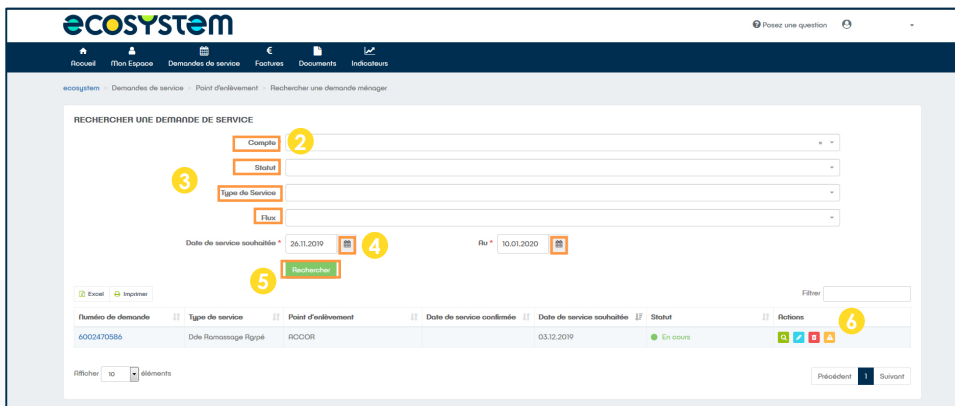 ecosystem
Posez une question
Accueil Mon Espace Demandes de service Factures Documents Indicateurs
ecosystem > Demandes de service > Point d'enlèvement > Rechercher une demande ménager
RECHERCHER UNE DEMANDE DE SERVICE
Compte 2 ×
Statut
3
Type de Service
Flux
Date de service souhaitée * 26.11.2019 4 Au * 10.01.2020
5 Rechercher
Excel Imprimer Filtrer
Numéro de demande Type de service Point d'enlèvement Date de service confirmée Date de service souhaitée Statut Actions 6
6002470586 Dde Ramassage Agrpé ACCOR 03.12.2019 En cours
Afficher 10 éléments
Précédent 1 Suivant